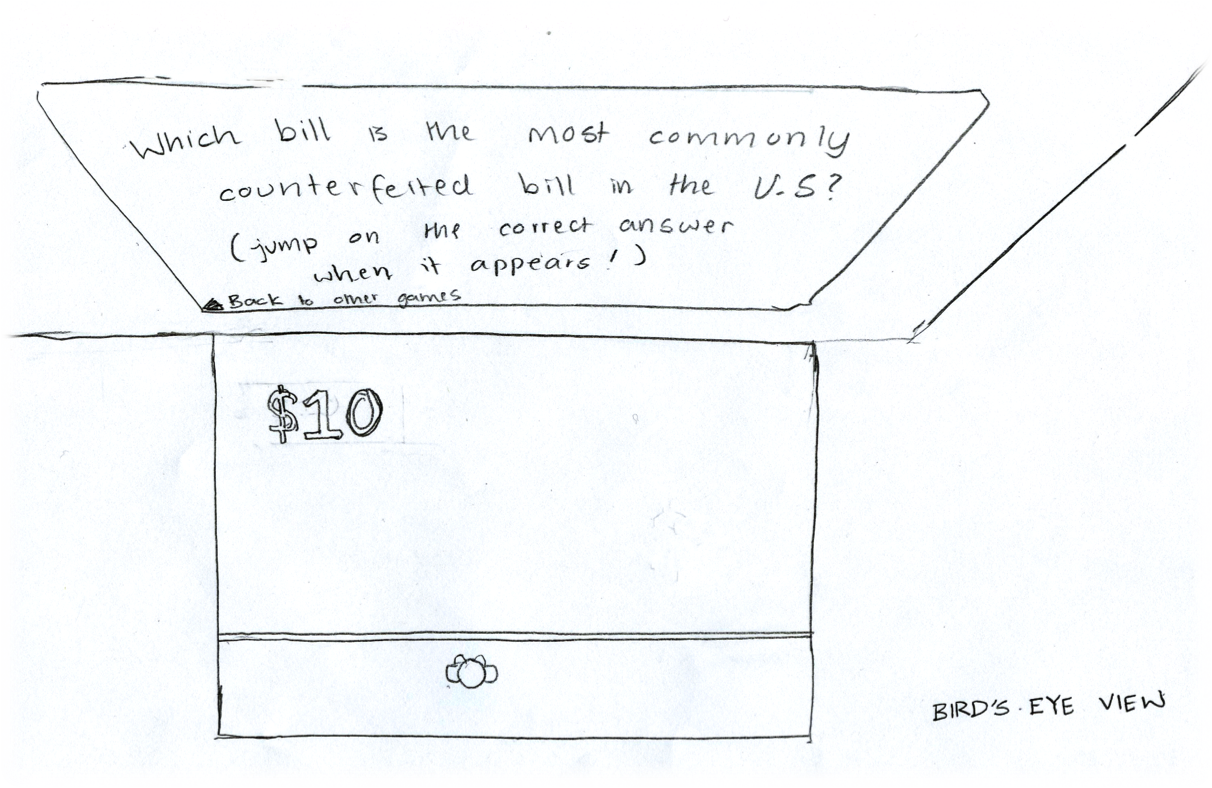 Which bill is the most commonly
counterfeited bill in the U.S?
(jump on the correct answer
when it appears!)
Back to other games
$10
BIRD'S-EYE VIEW